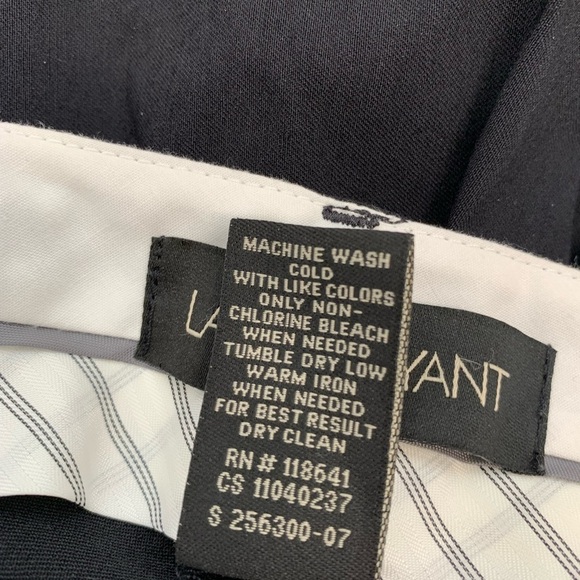 MACHINE WASH
COLD
WITH LIKE COLORS
ONLY NON-
CHLORINE BLEACH
WHEN NEEDED
TUMBLE DRY LOW
WARM IRON
WHEN NEEDED
FOR BEST RESULT
DRY CLEAN
RN # 118641
CS 11040237
S 256300-07